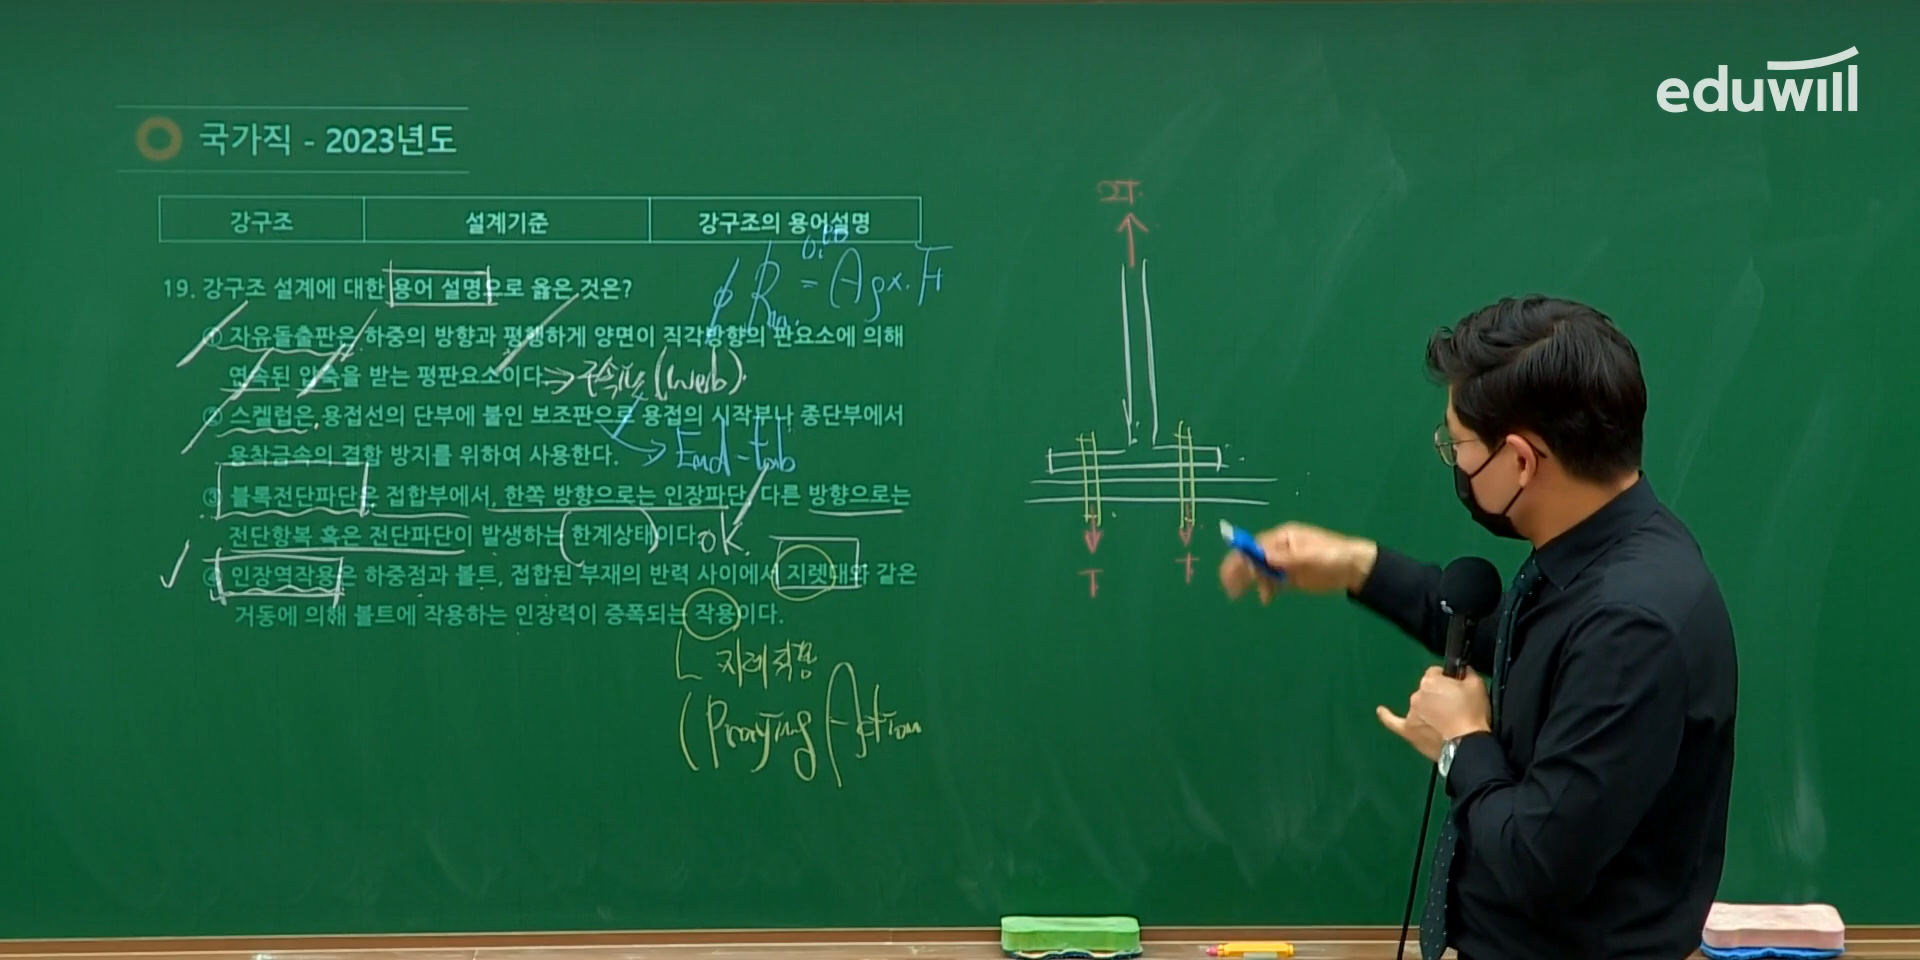 eduwill
국가직 - 2023년도
강구조 설계기준 강구조의 용어설명
19. 강구조 설계에 대한 용어 설명으로 옳은 것은?
① 자유돌출판은 하중의 방향과 평행하게 양면이 직각방향의 판요소에 의해
연속된 압축을 받는 평판요소이다.
(Web).
② 스켈럽은 용접선의 단부에 붙인 보조판으로 용접의 시작부나 종단부에서
용착금속의 결함 방지를 위하여 사용한다.
End-Tab
③ 블록전단파단은 접합부에서, 한쪽 방향으로는 인장파단, 다른 방향으로는
전단항복 혹은 전단파단이 발생하는 한계상태이다.
OK.
④ 인장역작용은 하중점과 볼트, 접합된 부재의 반력 사이에서 지렛대와 같은
거동에 의해 볼트에 작용하는 인장력이 증폭되는 작용이다.
지레작용
Action
2T.
T T